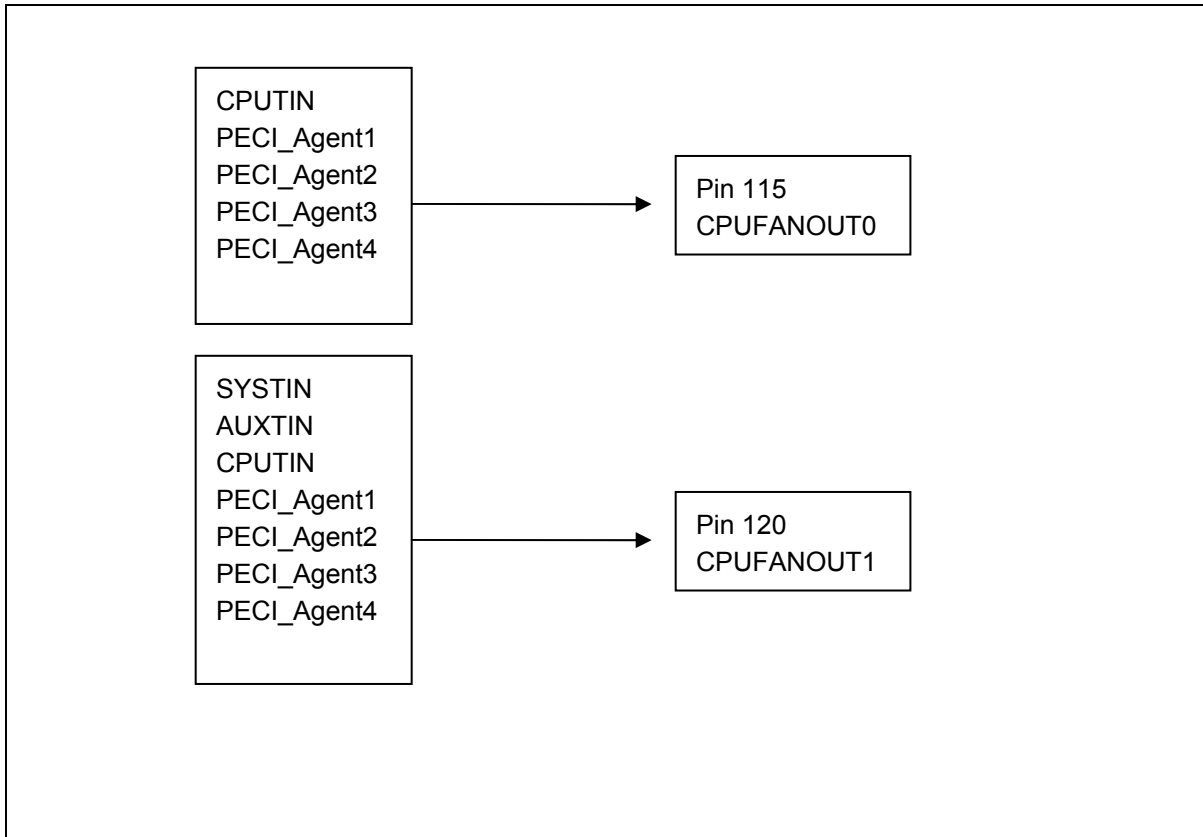 CPUTIN
PECI_Agent1
PECI_Agent2
PECI_Agent3
PECI_Agent4
Pin 115
CPUFANOUT0
SYSTIN
AUXTIN
CPUTIN
PECI_Agent1
PECI_Agent2
PECI_Agent3
PECI_Agent4
Pin 120
CPUFANOUT1